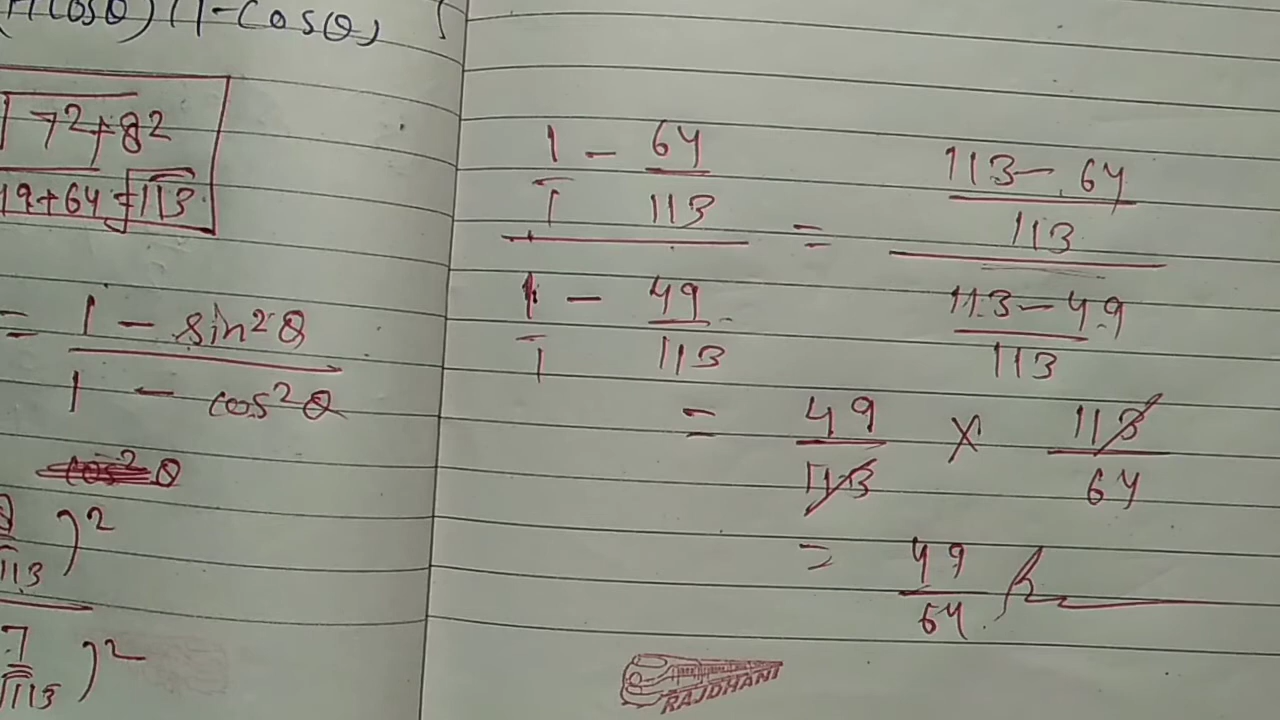 (1+Cosθ)(1-Cosθ)
√7²+8²
49+64=√113
= 1 - sin²θ
1 - cos²θ
)²
113
7
√113 )²
1/1 - 64/113
1/1 - 49/113
= 113-64
113
113-49
113
= 49/113 × 113/64
= 49/64
RAJDHANI